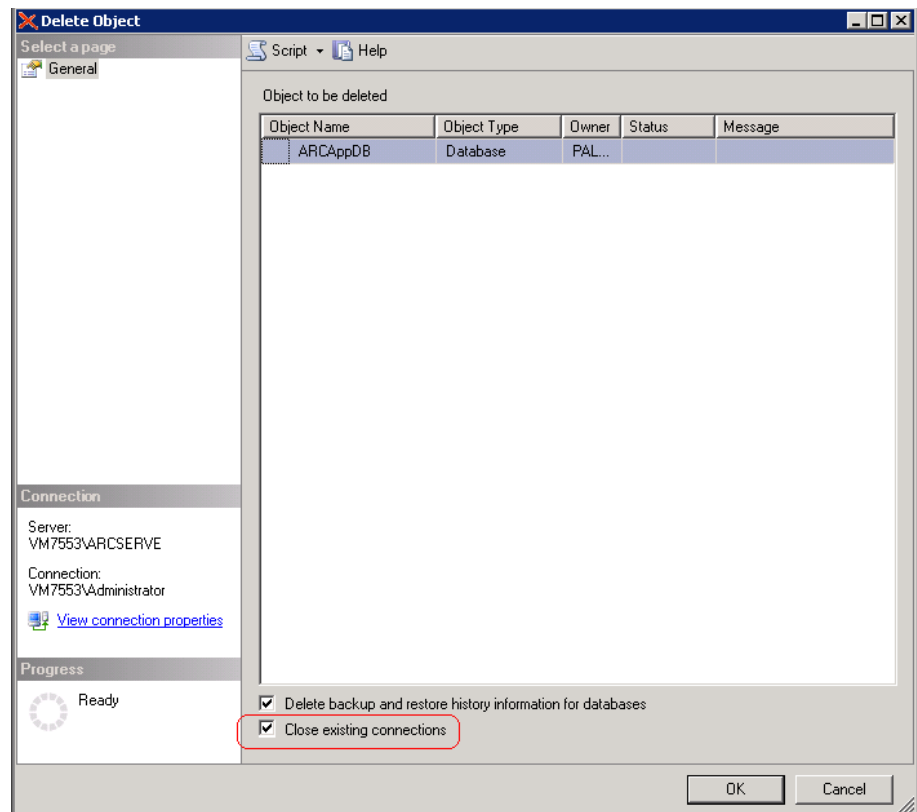 Delete Object
Select a page
General
Script Help
Object to be deleted
Object Name Object Type Owner Status Message
ARCAppDB Database PAL...
Connection
Server:
VM7553\ARCSERVE
Connection:
VM7553\Administrator
View connection properties
Progress
Ready
Delete backup and restore history information for databases
Close existing connections
OK Cancel